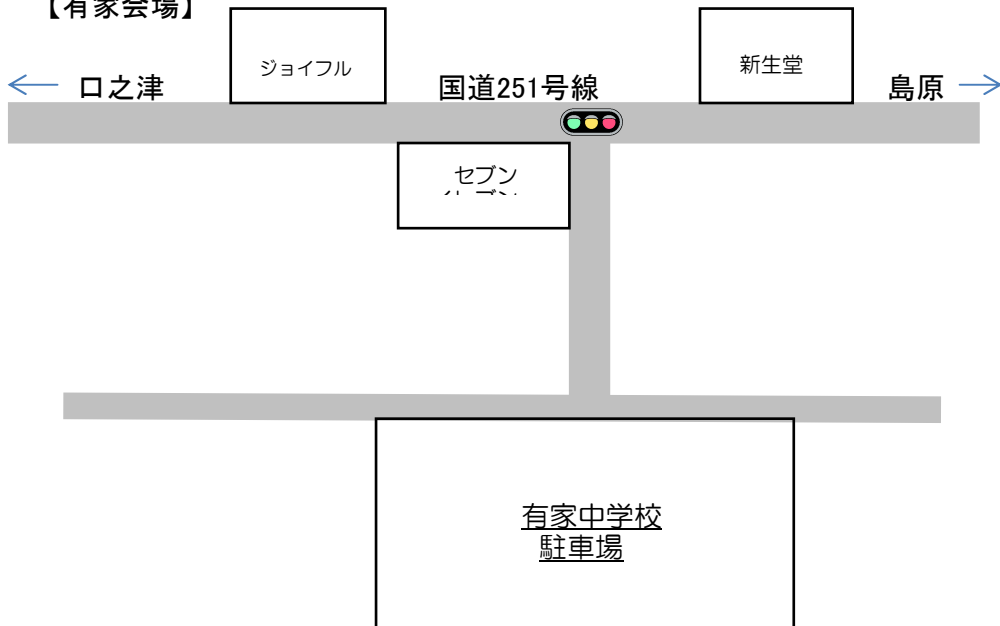 【有家会場】
ジョイフル
新生堂
口之津
国道251号線
島原
セブン
有家中学校
駐車場